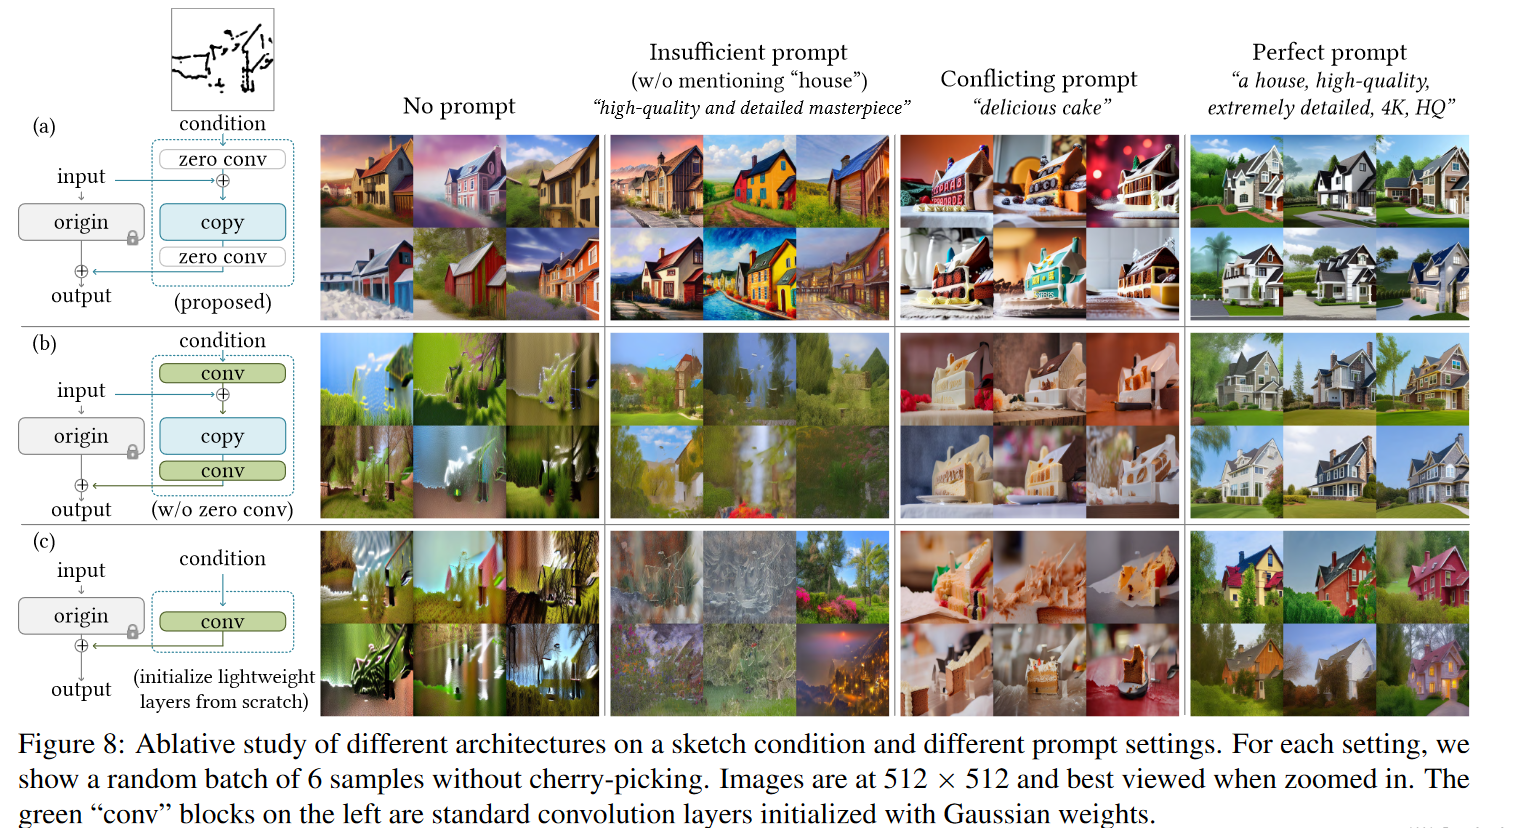 condition
Insufficient prompt
(w/o mentioning “house”)
“high-quality and detailed masterpiece”
Conflicting prompt
“delicious cake”
Perfect prompt
“a house, high-quality,
extremely detailed, 4K, HQ”
No prompt
(a)
zero conv
input
origin
copy
zero conv
output
(proposed)
(b)
condition
conv
input
origin
copy
conv
output
(w/o zero conv)
(c)
condition
input
origin
conv
output
(initialize lightweight
layers from scratch)
Figure 8: Ablative study of different architectures on a sketch condition and different prompt settings. For each setting, we
show a random batch of 6 samples without cherry-picking. Images are at 512 × 512 and best viewed when zoomed in. The
green “conv” blocks on the left are standard convolution layers initialized with Gaussian weights.